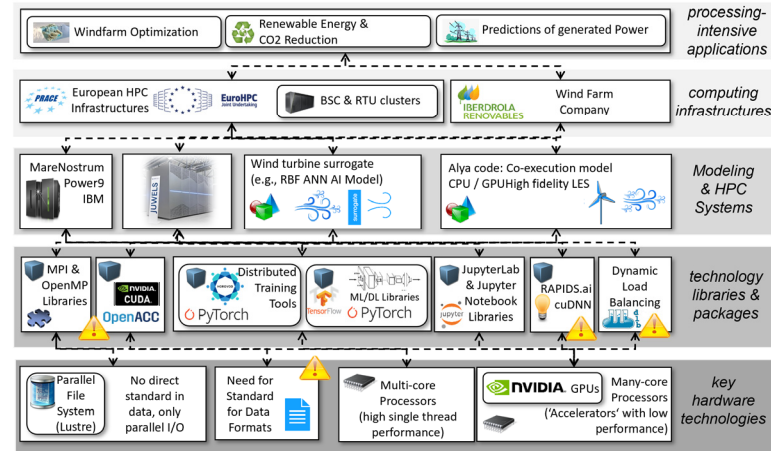 Windfarm Optimization
Renewable Energy &
CO2 Reduction
Predictions of generated Power
processing-
intensive
applications
PRACE
European HPC
Infrastructures
EuroHPC
Joint Undertaking
BSC & RTU clusters
IBERDROLA
RENOVABLES
Wind Farm
Company
computing
infrastructures
MareNostrum
Power9
IBM
JUWELS
Wind turbine surrogate
(e.g., RBF ANN AI Model)
surrogate
Alya code: Co-execution model
CPU / GPUHigh fidelity LES
Modeling
& HPC
Systems
MPI &
OpenMP
Libraries
NVIDIA.
CUDA.
OpenACC
HOROVOD
Distributed
Training
Tools
PyTorch
ML/DL Libraries
TensorFlow
PyTorch
JupyterLab
& Jupyter
Notebook
Libraries
jupyter
RAPIDS.ai
cuDNN
Dynamic
Load
Balancing
technology
libraries &
packages
Parallel
File
System
(Lustre)
No direct
standard in
data, only
parallel I/O
Need for
Standard
for Data
Formats
Multi-core
Processors
(high single thread
performance)
NVIDIA. GPUs
Many-core
Processors
('Accelerators' with low
performance)
key
hardware
technologies